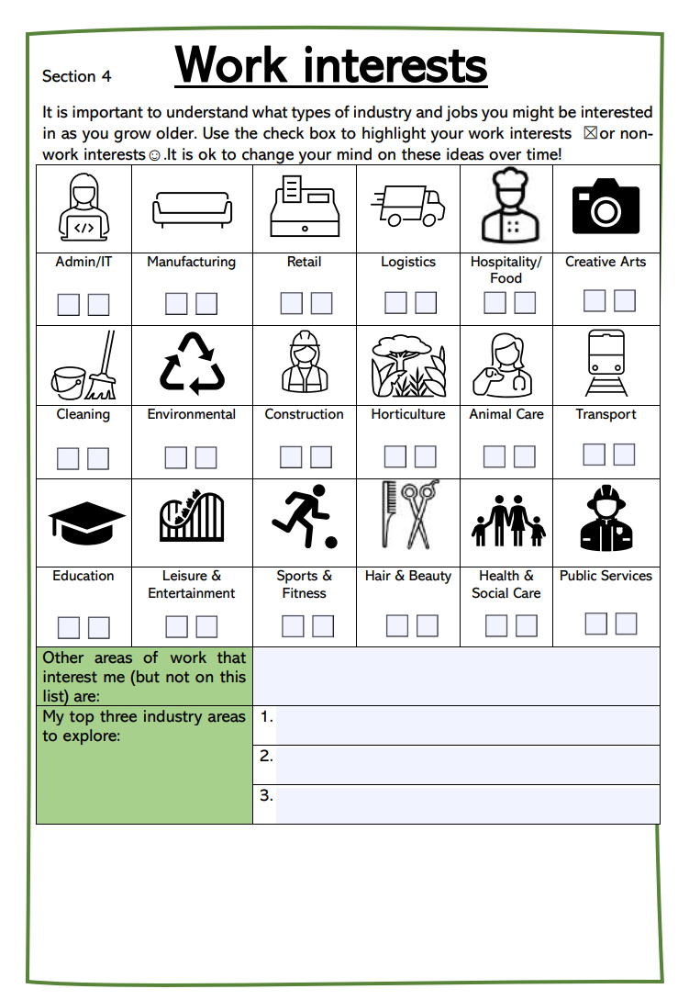 Section 4
Work interests
It is important to understand what types of industry and jobs you might be interested
in as you grow older. Use the check box to highlight your work interests ☒or non-
work interests☺.It is ok to change your mind on these ideas over time!
</>
Admin/IT
Manufacturing
Retail
Logistics
Hospitality/
Food
Creative Arts
Cleaning
Environmental
Construction
Horticulture
Animal Care
Transport
Education
Leisure &
Entertainment
Sports &
Fitness
Hair & Beauty
Health &
Social Care
Public Services
Other areas of work that
interest me (but not on this
list) are:
My top three industry areas
to explore:
1.
2.
3.